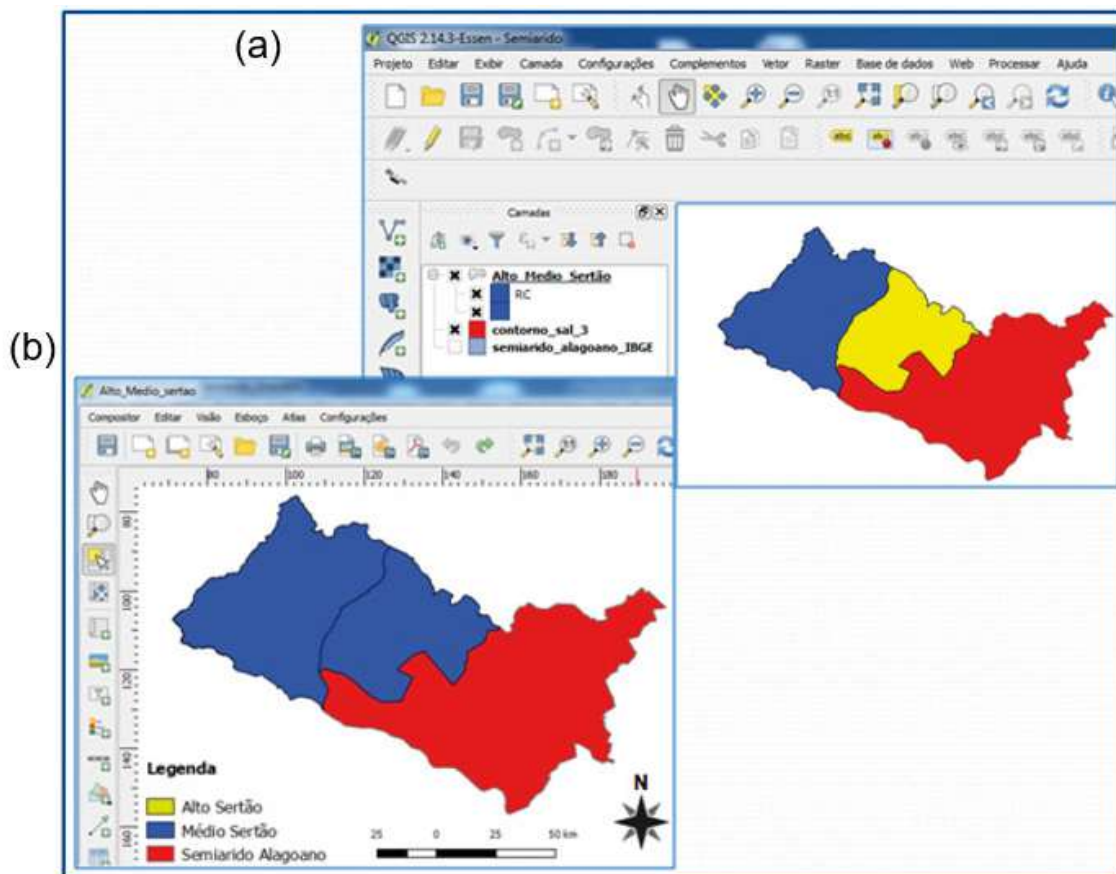 (a)
QGIS 2.14.3-Essen - Semiarido
Projeto Editar Exibir Camada Configurações Complementos Vetor Raster Base de dados Web Processar Ajuda
Camadas
Alto_Medio_Sertão
RC
contorno_sal_3
semiarido_alagoano_IBGE
(b)
Alto_Medio_sertao
Compositor Editar Visão Esboço Atlas Configurações
80 100 120 140 160 180
80
100
120
140
160
Legenda
Alto Sertão
Médio Sertão
Semiarido Alagoano
N
25 0 25 50 km